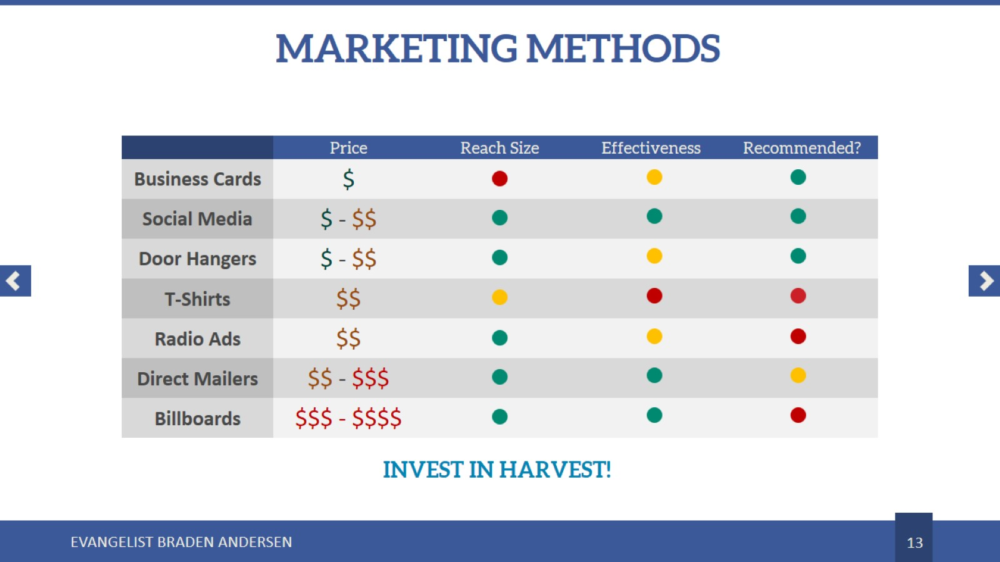 MARKETING METHODS
Price Reach Size Effectiveness Recommended?
Business Cards $
Social Media $ - $$
Door Hangers $ - $$
T-Shirts $$
Radio Ads $$
Direct Mailers $$ - $$$
Billboards $$$ - $$$$
INVEST IN HARVEST!
EVANGELIST BRADEN ANDERSEN
13